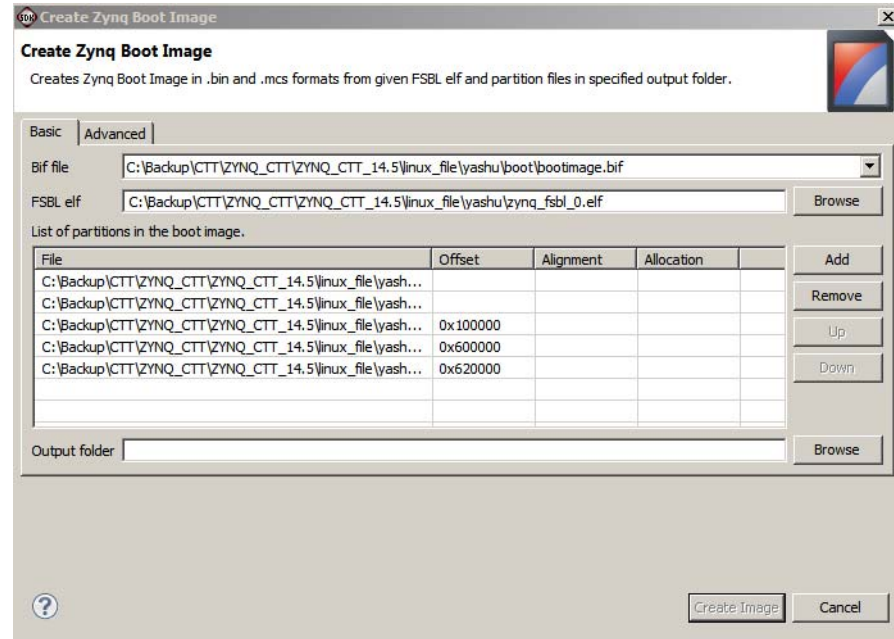 SDK Create Zynq Boot Image
Create Zynq Boot Image
Creates Zynq Boot Image in .bin and .mcs formats from given FSBL elf and partition files in specified output folder.
Basic Advanced
Bif file C:\Backup\CTT\ZYNQ_CTT\ZYNQ_CTT_14.5\linux_file\yashu\boot\bootimage.bif
FSBL elf C:\Backup\CTT\ZYNQ_CTT\ZYNQ_CTT_14.5\linux_file\yashu\zynq_fsbl_0.elf Browse
List of partitions in the boot image.
File Offset Alignment Allocation Add
C:\Backup\CTT\ZYNQ_CTT\ZYNQ_CTT_14.5\linux_file\yash...
C:\Backup\CTT\ZYNQ_CTT\ZYNQ_CTT_14.5\linux_file\yash... Remove
C:\Backup\CTT\ZYNQ_CTT\ZYNQ_CTT_14.5\linux_file\yash... 0x100000
C:\Backup\CTT\ZYNQ_CTT\ZYNQ_CTT_14.5\linux_file\yash... 0x600000 Up
C:\Backup\CTT\ZYNQ_CTT\ZYNQ_CTT_14.5\linux_file\yash... 0x620000 Down
Output folder Browse
? Create Image Cancel